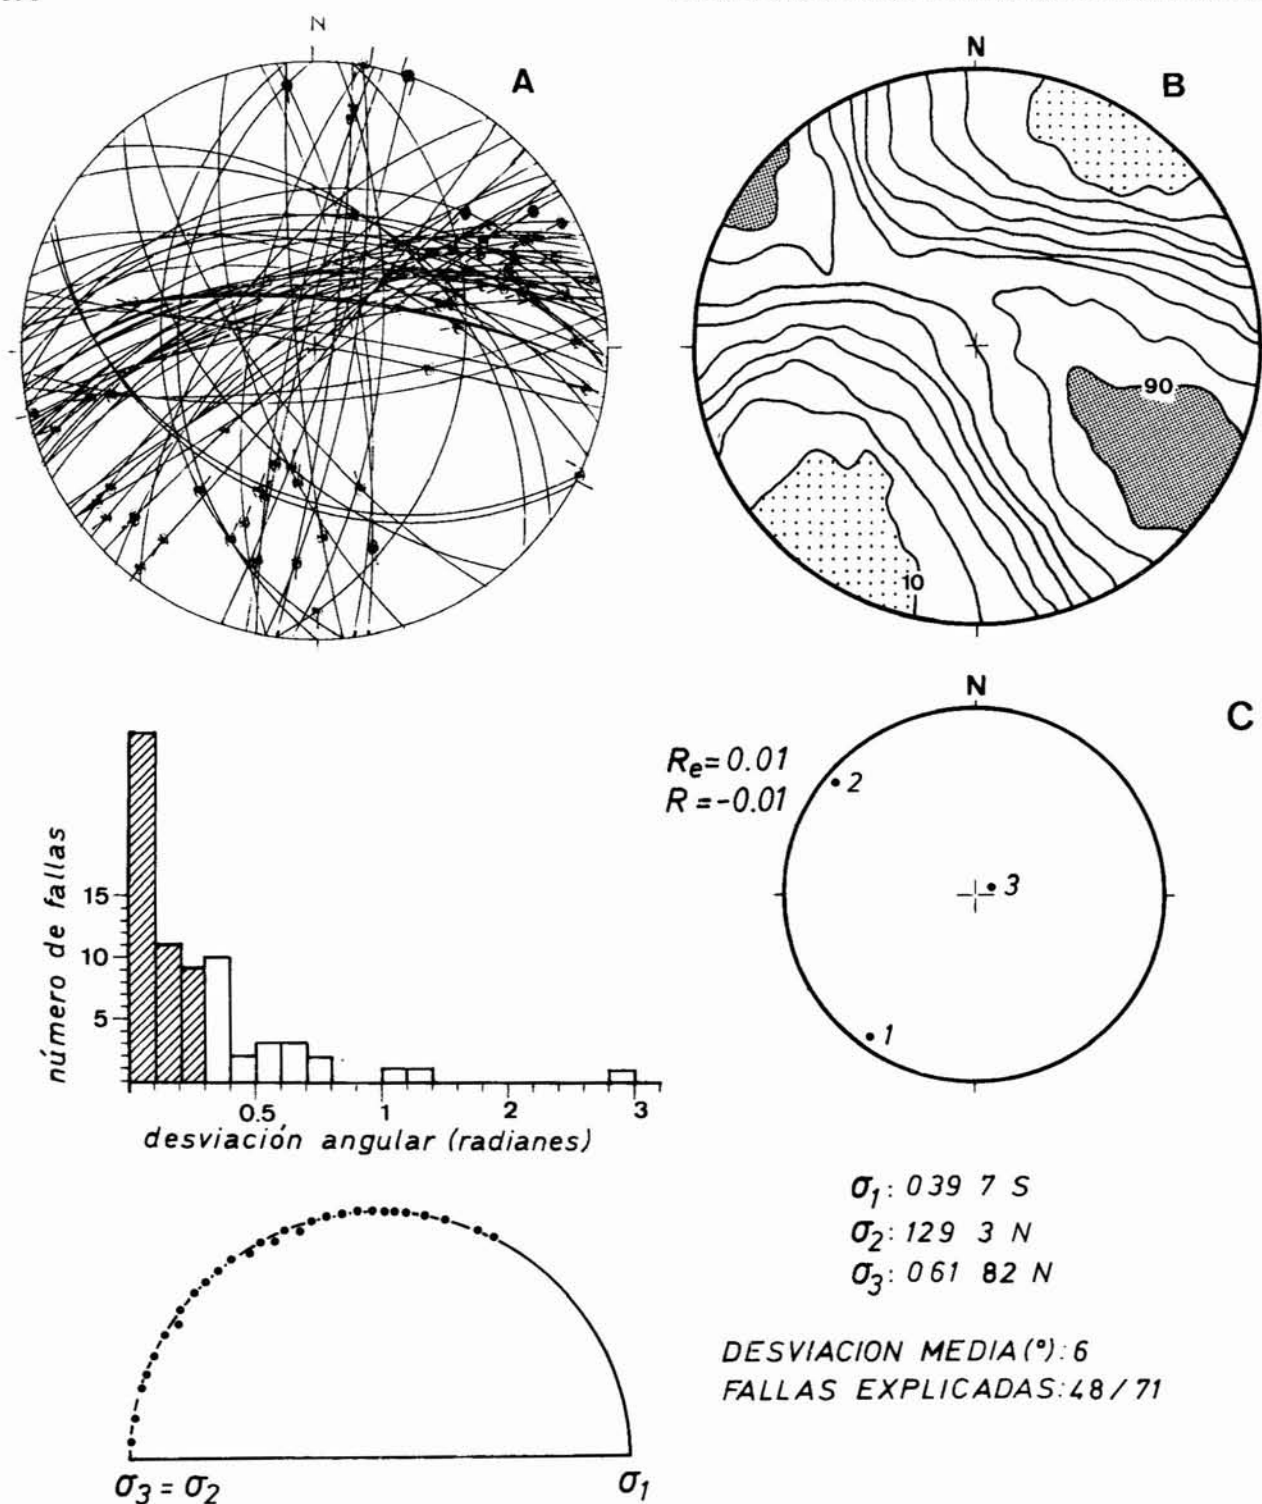 N
A
N
B
90
10
N
C
Re=0.01
R=-0.01
2
3
1
número de fallas
15
10
5
0.5 1 2 3
desviación angular (radianes)
σ1: 039 7 S
σ2: 129 3 N
σ3: 061 82 N
DESVIACION MEDIA(º): 6
FALLAS EXPLICADAS: 48/71
σ3 = σ2
σ1